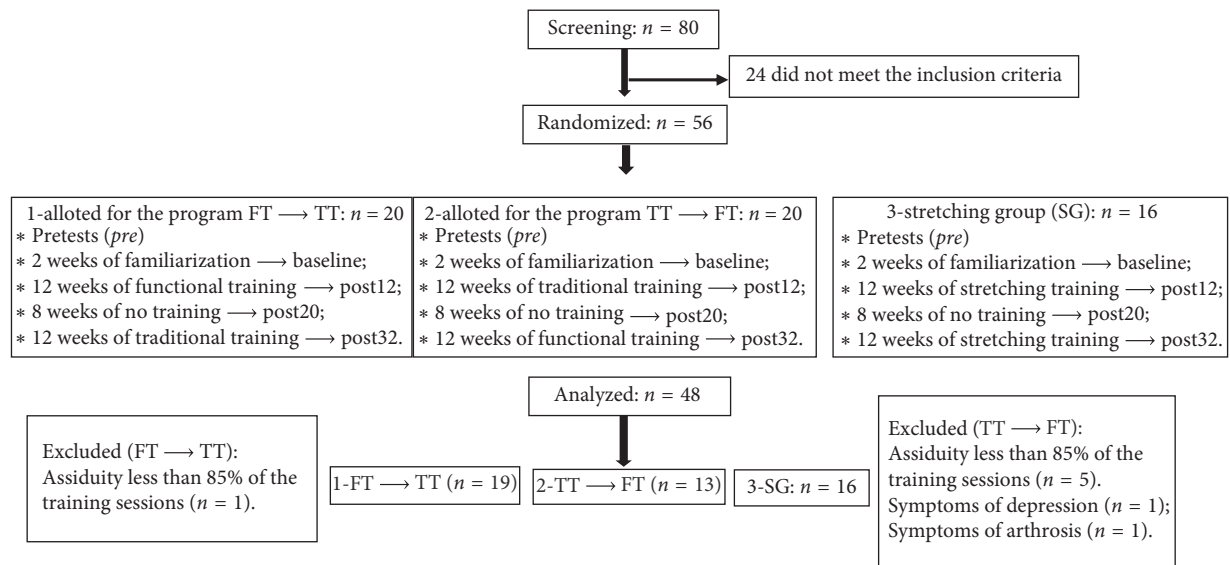 Screening: n = 80
24 did not meet the inclusion criteria
Randomized: n = 56
1-alloted for the program FT ⟶ TT: n = 20
∗ Pretests (pre)
∗ 2 weeks of familiarization ⟶ baseline;
∗ 12 weeks of functional training ⟶ post12;
∗ 8 weeks of no training ⟶ post20;
∗ 12 weeks of traditional training ⟶ post32.
2-alloted for the program TT ⟶ FT: n = 20
∗ Pretests (pre)
∗ 2 weeks of familiarization ⟶ baseline;
∗ 12 weeks of traditional training ⟶ post12;
∗ 8 weeks of no training ⟶ post20;
∗ 12 weeks of functional training ⟶ post32.
3-stretching group (SG): n = 16
∗ Pretests (pre)
∗ 2 weeks of familiarization ⟶ baseline;
∗ 12 weeks of stretching training ⟶ post12;
∗ 8 weeks of no training ⟶ post20;
∗ 12 weeks of stretching training ⟶ post32.
Analyzed: n = 48
Excluded (FT ⟶ TT):
Assiduity less than 85% of the
training sessions (n = 1).
1-FT ⟶ TT (n = 19)
2-TT ⟶ FT (n = 13)
3-SG: n = 16
Excluded (TT ⟶ FT):
Assiduity less than 85% of the
training sessions (n = 5).
Symptoms of depression (n = 1);
Symptoms of arthrosis (n = 1).